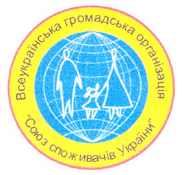 Всеукраїнська громадська організація
"Союз споживачів України"